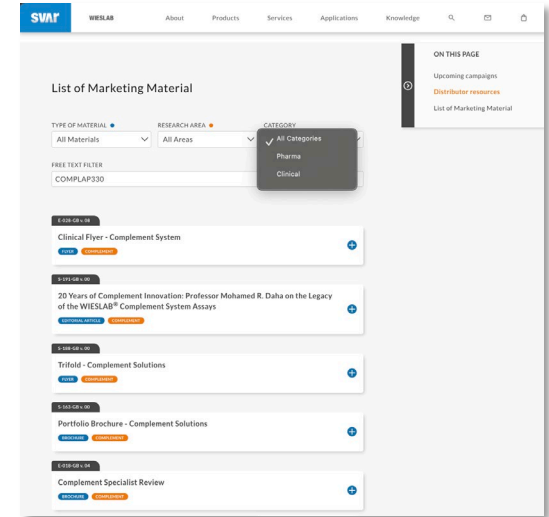 SVAR WIESLAB About Products Services Applications Knowledge
ON THIS PAGE
Upcoming campaigns
Distributor resources
List of Marketing Material
List of Marketing Material
TYPE OF MATERIAL RESEARCH AREA CATEGORY
All Materials All Areas
All Categories
Pharma
Clinical
FREE TEXT FILTER
COMPLAP330
E-028-GB v. 08
Clinical Flyer - Complement System
FLYER COMPLEMENT
S-191-GB v. 00
20 Years of Complement Innovation: Professor Mohamed R. Daha on the Legacy
of the WIESLAB® Complement System Assays
EDITORIAL ARTICLE COMPLEMENT
S-188-GB v. 00
Trifold - Complement Solutions
FLYER COMPLEMENT
S-163-GB v. 00
Portfolio Brochure - Complement Solutions
BROCHURE COMPLEMENT
E-018-GB v. 04
Complement Specialist Review
BROCHURE COMPLEMENT